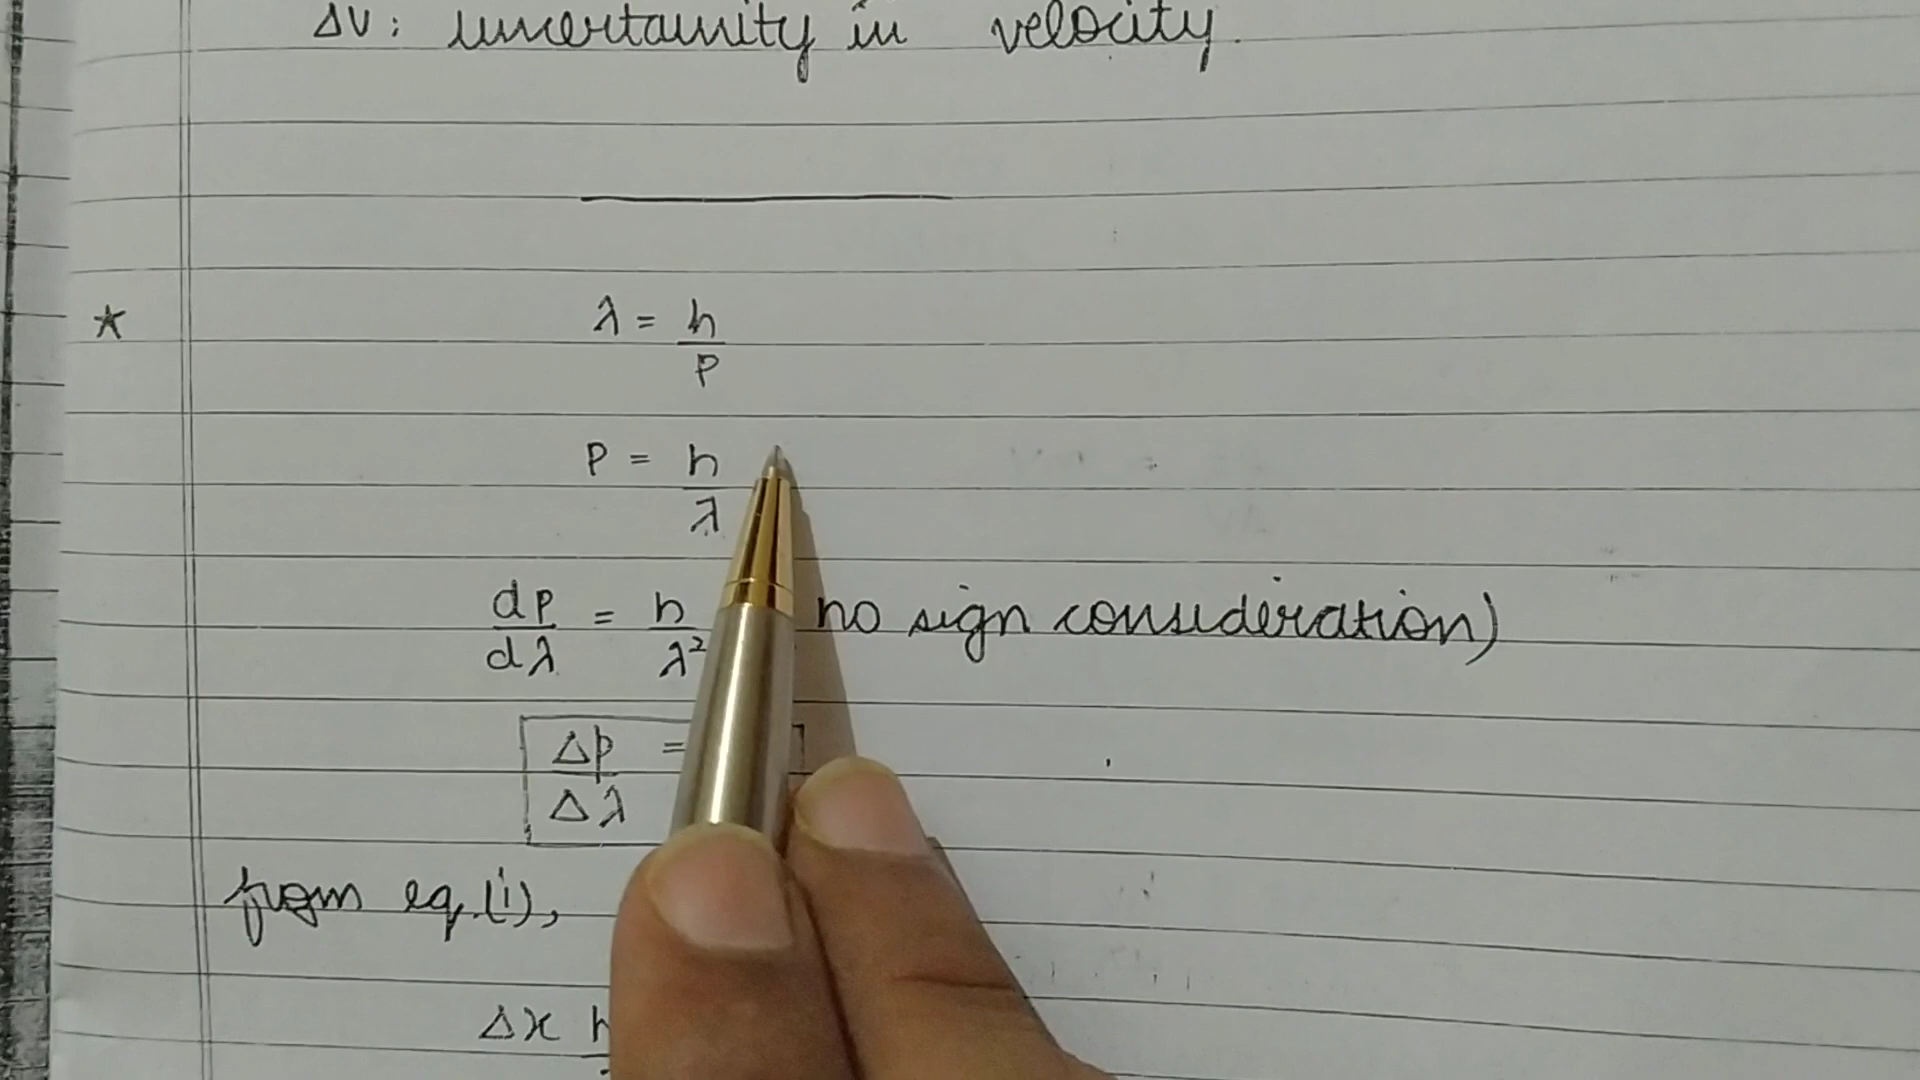 ΔV: uncertainity in velocity.
★ λ = h/p
P = h/λ
dp/dλ = h/λ² no sign consideration)
Δp/Δλ =
from eq.(i),
Δx h